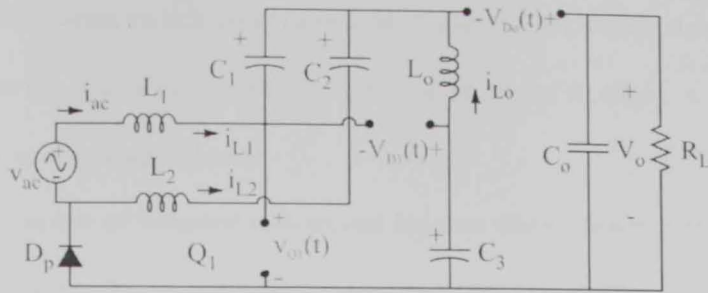 -V_Do(t)+
+
C_1
+
C_2
L_o
i_Lo
i_ac
L_1
i_L1
-V_D1(t)+
+
v_ac
L_2
i_L2
C_o
V_o
R_L
+
v_Q1(t)
-
D_p
Q_1
+
C_3
-